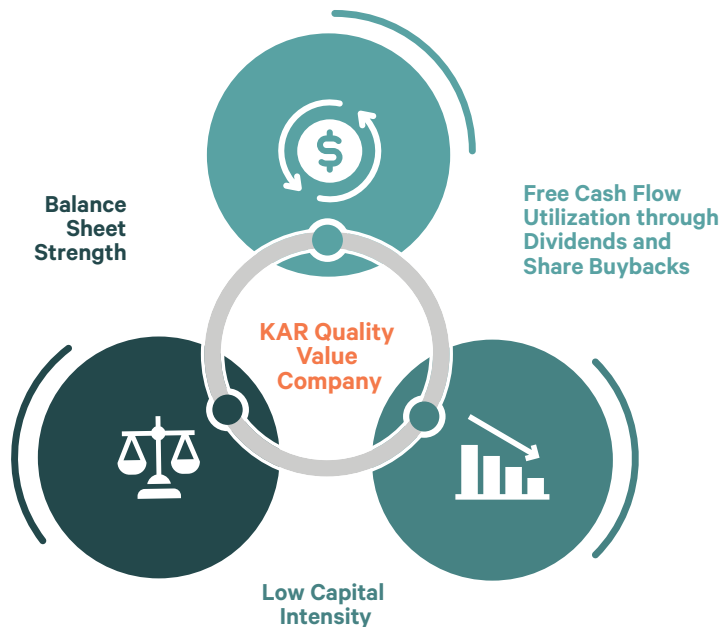 Balance
Sheet
Strength
Free Cash Flow
Utilization through
Dividends and
Share Buybacks
$
KAR Quality
Value
Company
Low Capital
Intensity